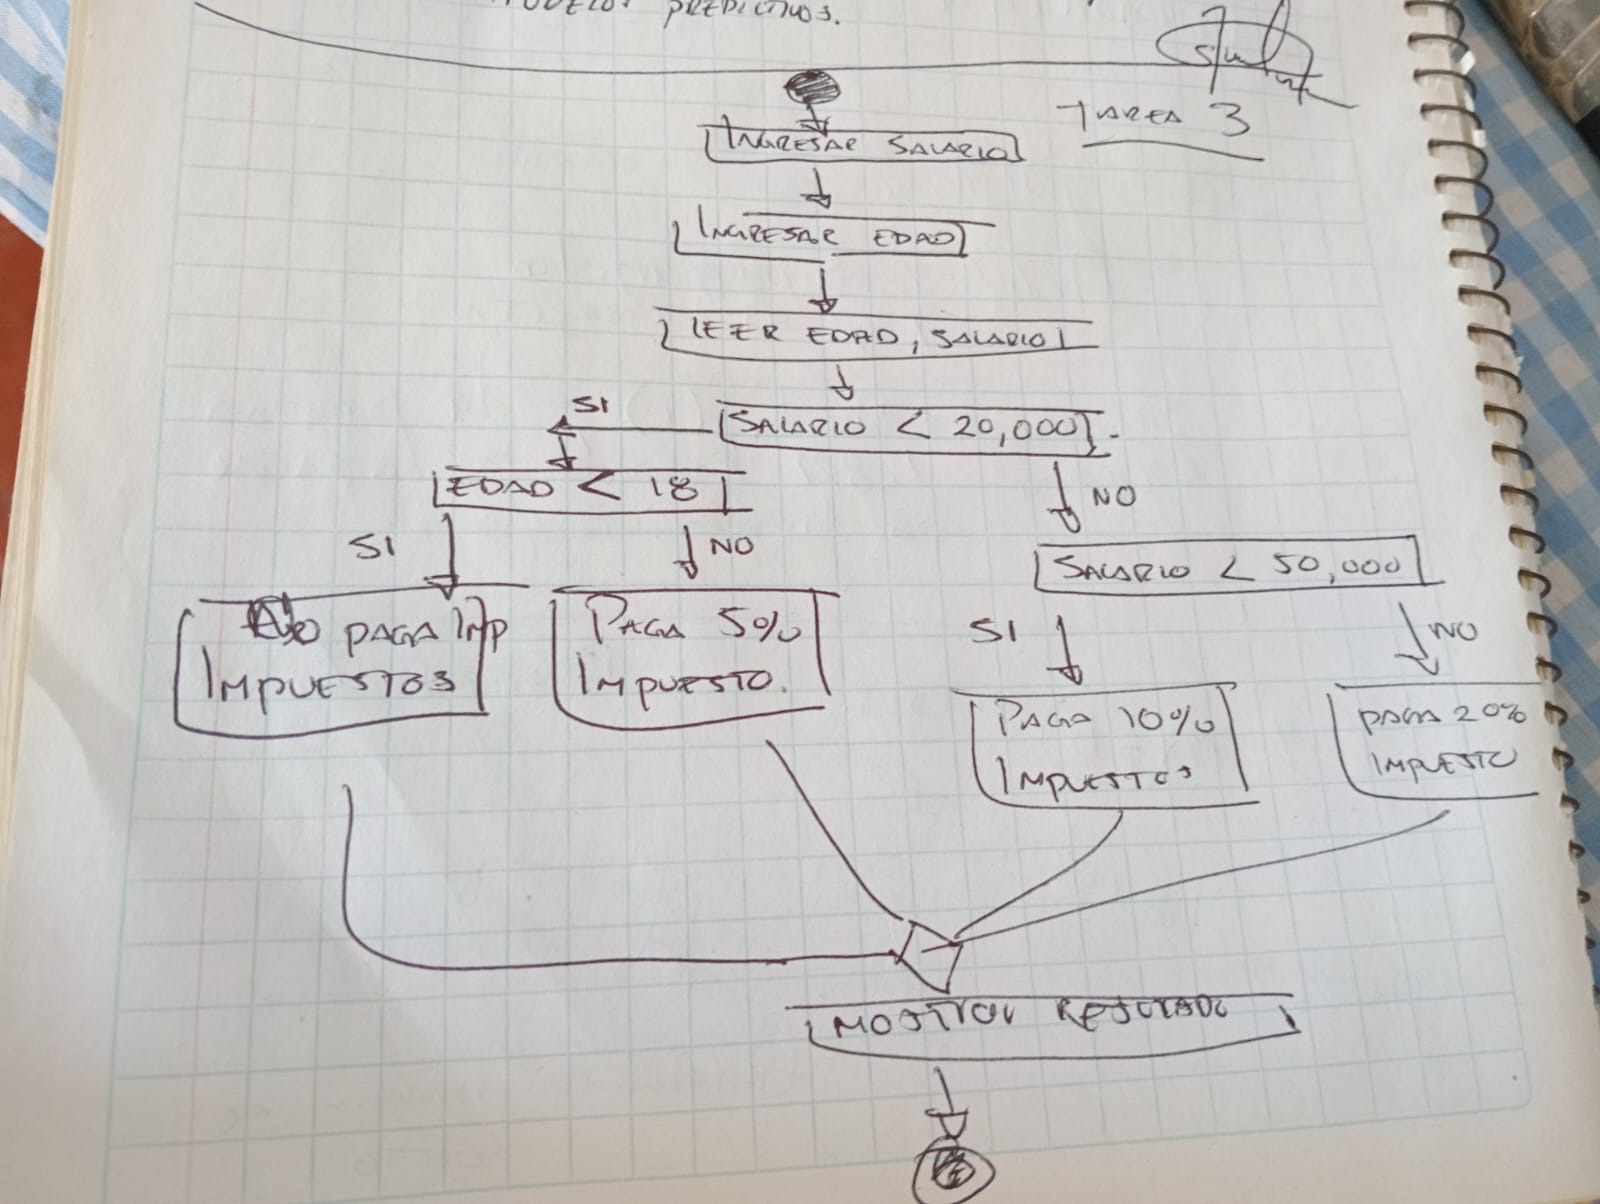 PREDICTIVOS.
TAREA 3
INGRESAR SALARIO
INGRESAR EDAD
LEER EDAD, SALARIO
SI
SALARIO < 20,000
EDAD < 18
NO
SI
NO
SALARIO < 50,000
No PAGA IMP
IMPUESTOS
PAGA 5%
IMPUESTO.
SI
NO
PAGA 10%
IMPUESTOS
PAGA 20%
IMPUESTO
MOSTRAR RESULTADO